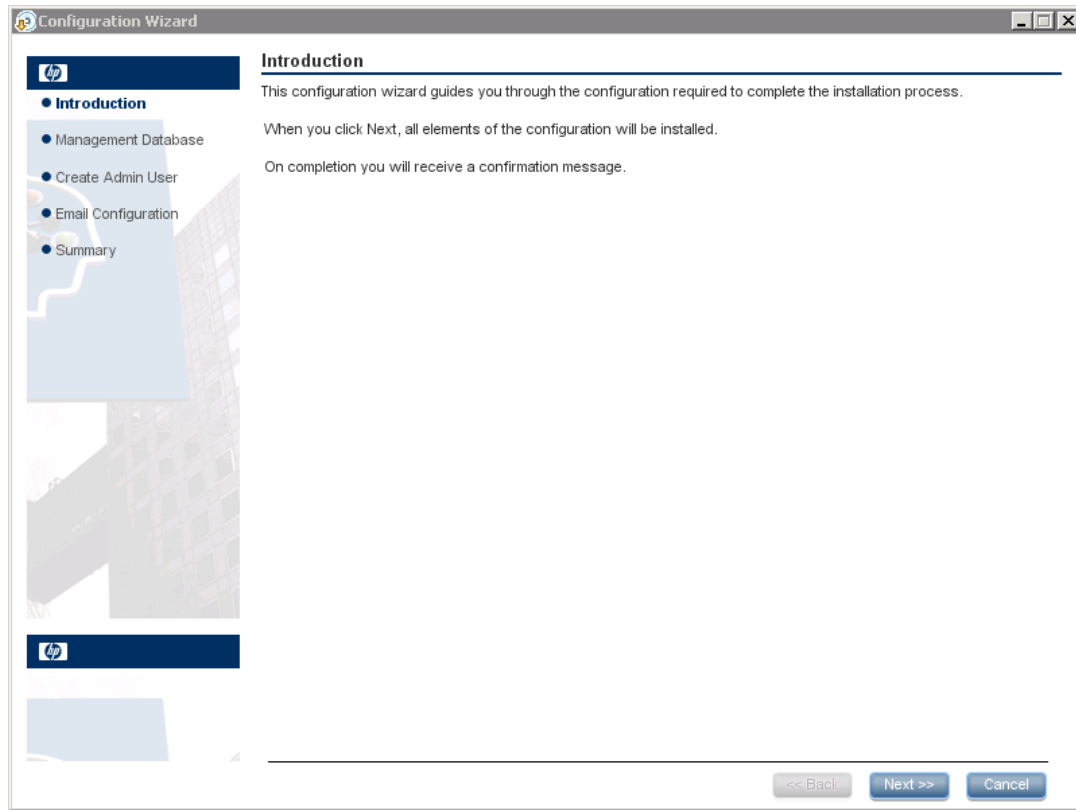 Configuration Wizard
hp
Introduction
Management Database
Create Admin User
Email Configuration
Summary
hp
Introduction
This configuration wizard guides you through the configuration required to complete the installation process.
When you click Next, all elements of the configuration will be installed.
On completion you will receive a confirmation message.
<< Back
Next >>
Cancel